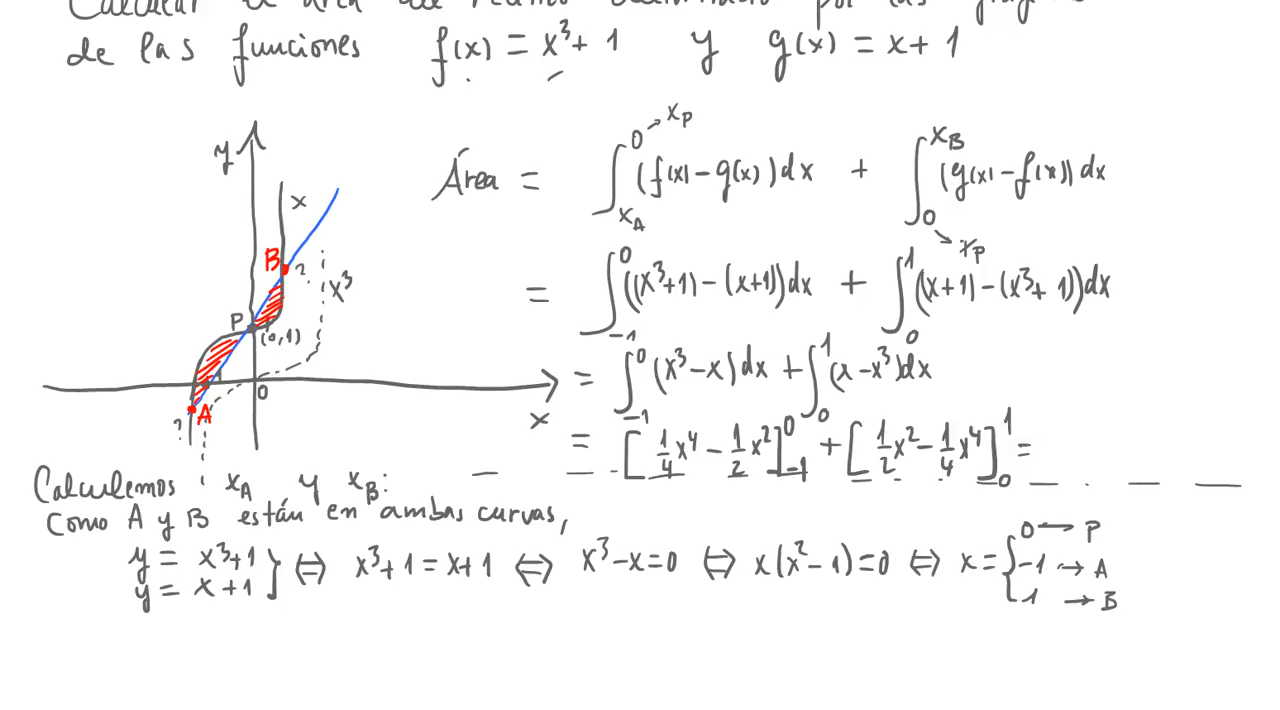 de las funciones f(x) = x³+1 y g(x) = x+1
Área = ∫_{x_A}^{0→x_P} (f(x)−g(x))dx + ∫_{0→x_P}^{x_B} (g(x)−f(x))dx
= ∫_{−1}^{0} ((x³+1)−(x+1))dx + ∫_{0}^{1} ((x+1)−(x³+1))dx
= ∫_{−1}^{0} (x³−x)dx + ∫_{0}^{1} (x−x³)dx
= [1/4 x⁴ − 1/2 x²]_{−1}^{0} + [1/2 x² − 1/4 x⁴]_{0}^{1} =
y
x
B ?
x³
P
(0,1)
0
A
?
x
Calculemos x_A y x_B:
Como A y B están en ambas curvas,
y = x³+1
y = x+1 } ⇔ x³+1 = x+1 ⇔ x³−x=0 ⇔ x(x²−1)=0 ⇔ x = {
0 → P
−1 → A
1 → B